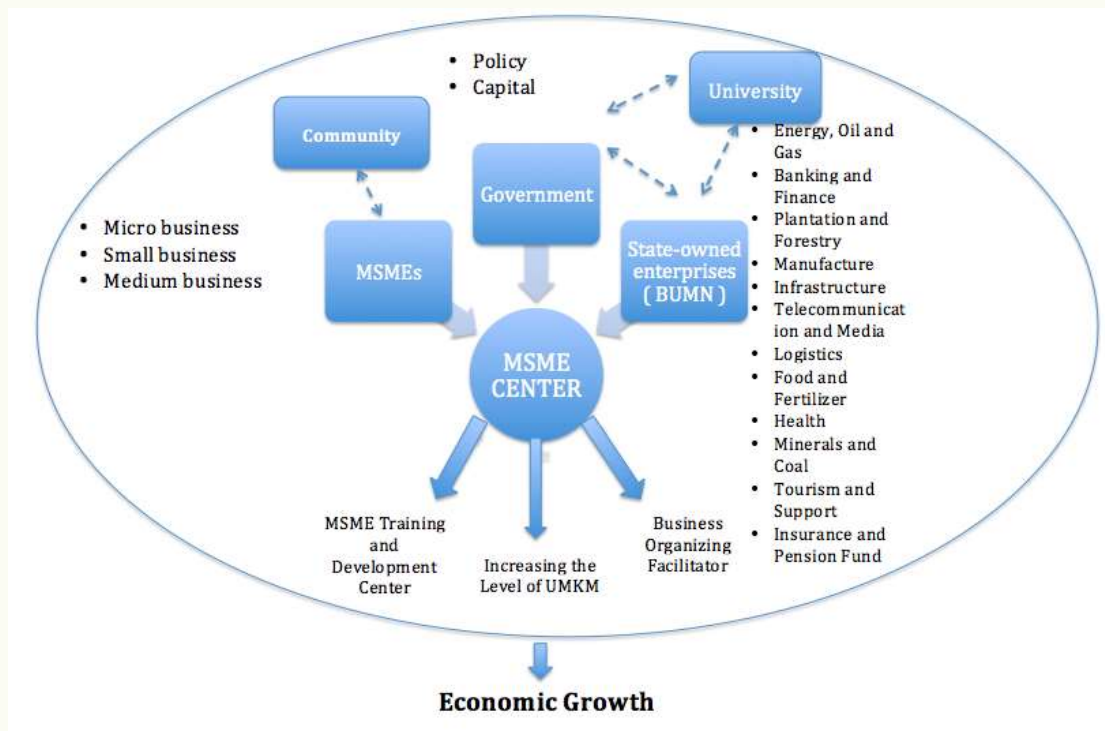 • Policy
• Capital
University
Community
Government
• Micro business
• Small business
• Medium business
MSMEs
State-owned
enterprises
( BUMN )
• Energy, Oil and
Gas
• Banking and
Finance
• Plantation and
Forestry
• Manufacture
• Infrastructure
• Telecommunicat
ion and Media
• Logistics
• Food and
Fertilizer
• Health
• Minerals and
Coal
• Tourism and
Support
• Insurance and
Pension Fund
MSME
CENTER
MSME Training
and
Development
Center
Increasing the
Level of UMKM
Business
Organizing
Facilitator
Economic Growth